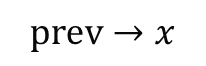 prev → x